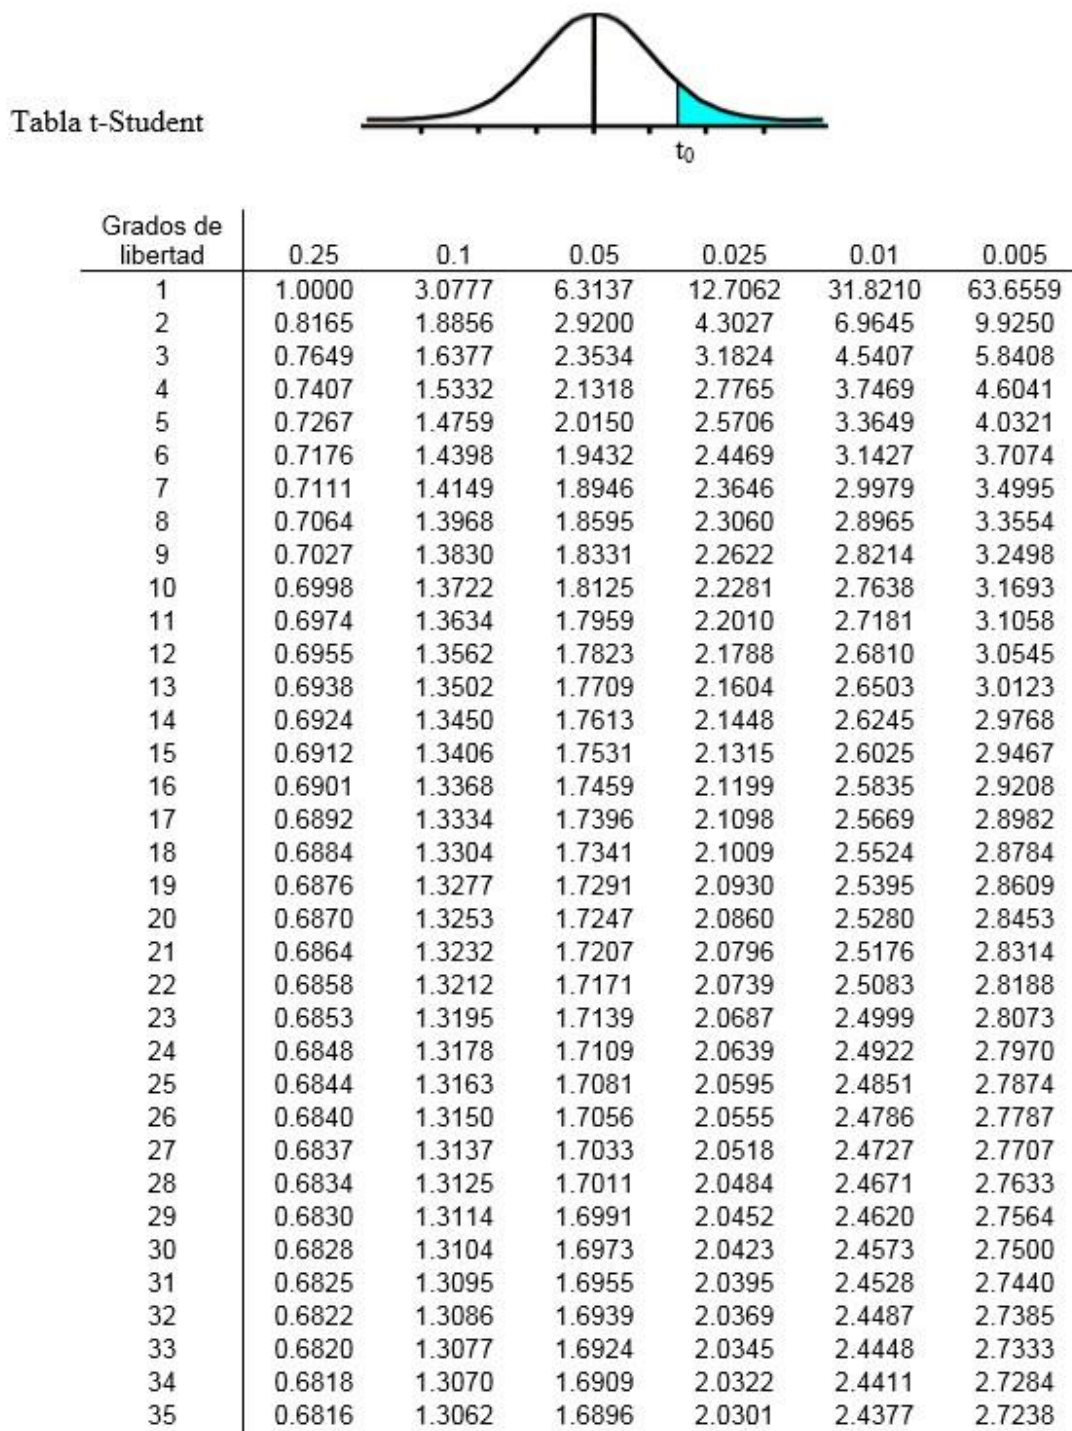 Tabla t-Student
t0
Grados de
libertad 0.25 0.1 0.05 0.025 0.01 0.005
1 1.0000 3.0777 6.3137 12.7062 31.8210 63.6559
2 0.8165 1.8856 2.9200 4.3027 6.9645 9.9250
3 0.7649 1.6377 2.3534 3.1824 4.5407 5.8408
4 0.7407 1.5332 2.1318 2.7765 3.7469 4.6041
5 0.7267 1.4759 2.0150 2.5706 3.3649 4.0321
6 0.7176 1.4398 1.9432 2.4469 3.1427 3.7074
7 0.7111 1.4149 1.8946 2.3646 2.9979 3.4995
8 0.7064 1.3968 1.8595 2.3060 2.8965 3.3554
9 0.7027 1.3830 1.8331 2.2622 2.8214 3.2498
10 0.6998 1.3722 1.8125 2.2281 2.7638 3.1693
11 0.6974 1.3634 1.7959 2.2010 2.7181 3.1058
12 0.6955 1.3562 1.7823 2.1788 2.6810 3.0545
13 0.6938 1.3502 1.7709 2.1604 2.6503 3.0123
14 0.6924 1.3450 1.7613 2.1448 2.6245 2.9768
15 0.6912 1.3406 1.7531 2.1315 2.6025 2.9467
16 0.6901 1.3368 1.7459 2.1199 2.5835 2.9208
17 0.6892 1.3334 1.7396 2.1098 2.5669 2.8982
18 0.6884 1.3304 1.7341 2.1009 2.5524 2.8784
19 0.6876 1.3277 1.7291 2.0930 2.5395 2.8609
20 0.6870 1.3253 1.7247 2.0860 2.5280 2.8453
21 0.6864 1.3232 1.7207 2.0796 2.5176 2.8314
22 0.6858 1.3212 1.7171 2.0739 2.5083 2.8188
23 0.6853 1.3195 1.7139 2.0687 2.4999 2.8073
24 0.6848 1.3178 1.7109 2.0639 2.4922 2.7970
25 0.6844 1.3163 1.7081 2.0595 2.4851 2.7874
26 0.6840 1.3150 1.7056 2.0555 2.4786 2.7787
27 0.6837 1.3137 1.7033 2.0518 2.4727 2.7707
28 0.6834 1.3125 1.7011 2.0484 2.4671 2.7633
29 0.6830 1.3114 1.6991 2.0452 2.4620 2.7564
30 0.6828 1.3104 1.6973 2.0423 2.4573 2.7500
31 0.6825 1.3095 1.6955 2.0395 2.4528 2.7440
32 0.6822 1.3086 1.6939 2.0369 2.4487 2.7385
33 0.6820 1.3077 1.6924 2.0345 2.4448 2.7333
34 0.6818 1.3070 1.6909 2.0322 2.4411 2.7284
35 0.6816 1.3062 1.6896 2.0301 2.4377 2.7238